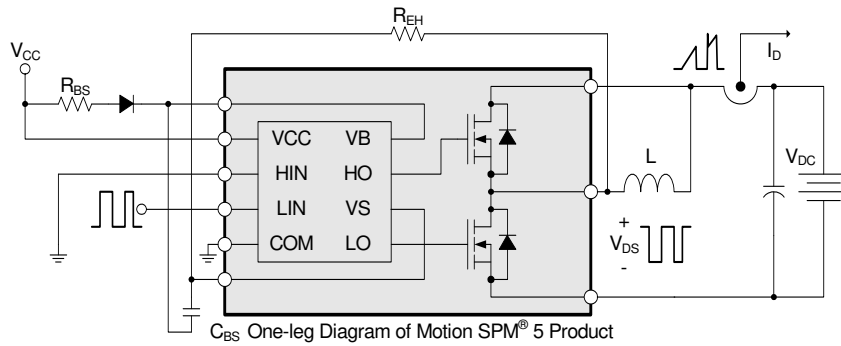 R_EH
V_CC
I_D
R_BS
VCC VB
L
V_DC
HIN HO
LIN VS
+
V_DS
-
COM LO
C_BS One-leg Diagram of Motion SPM® 5 Product